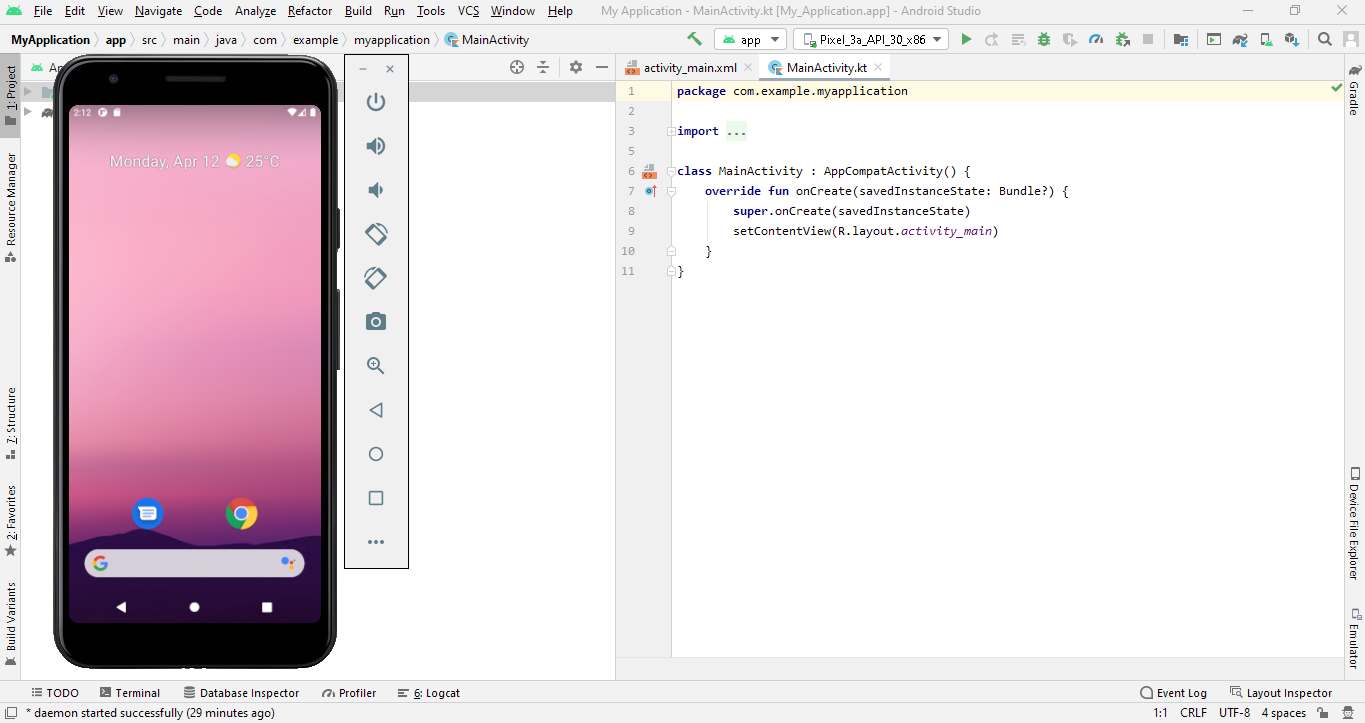 File Edit View Navigate Code Analyze Refactor Build Run Tools VCS Window Help My Application - MainActivity.kt [My_Application.app] - Android Studio
MyApplication app src main java com example myapplication MainActivity app Pixel_3a_API_30_x86
activity_main.xml MainActivity.kt
1: Project
Resource Manager
7: Structure
2: Favorites
Build Variants
2:12
Monday, Apr 12 25°C
1 package com.example.myapplication
2
3 import ...
5
6 class MainActivity : AppCompatActivity() {
7 override fun onCreate(savedInstanceState: Bundle?) {
8 super.onCreate(savedInstanceState)
9 setContentView(R.layout.activity_main)
10 }
11 }
Gradle
Device File Explorer
Emulator
TODO Terminal Database Inspector Profiler 6: Logcat Event Log Layout Inspector
* daemon started successfully (29 minutes ago) 1:1 CRLF UTF-8 4 spaces